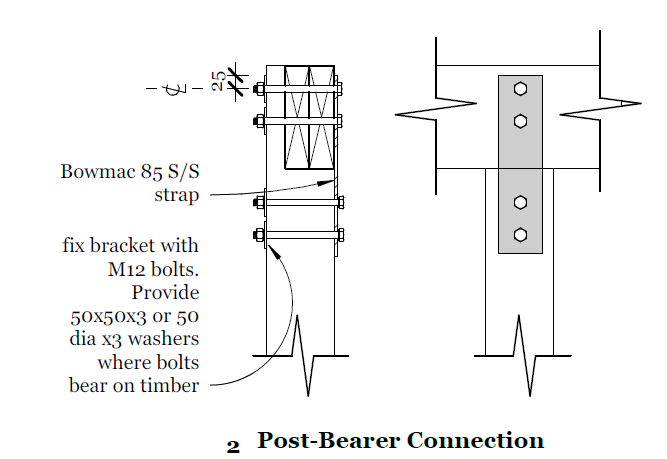 25
℄
Bowmac 85 S/S
strap
fix bracket with
M12 bolts.
Provide
50x50x3 or 50
dia x3 washers
where bolts
bear on timber
2 Post-Bearer Connection